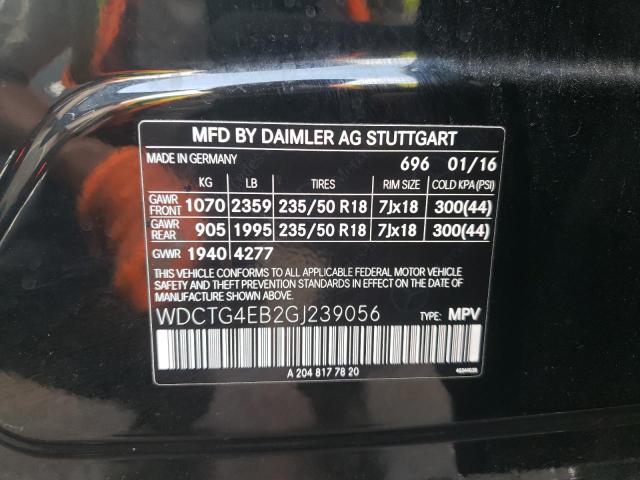 MFD BY DAIMLER AG STUTTGART
MADE IN GERMANY 696 01/16
KG LB TIRES RIM SIZE COLD KPA (PSI)
GAWR FRONT 1070 2359 235/50 R18 7Jx18 300(44)
GAWR REAR 905 1995 235/50 R18 7Jx18 300(44)
GVWR 1940 4277
THIS VEHICLE CONFORMS TO ALL APPLICABLE FEDERAL MOTOR VEHICLE
SAFETY AND THEFT PREVENTION STANDARDS IN EFFECT ON THE DATE OF
MANUFACTURE SHOWN ABOVE.
WDCTG4EB2GJ239056 TYPE: MPV
A 204 817 78 20